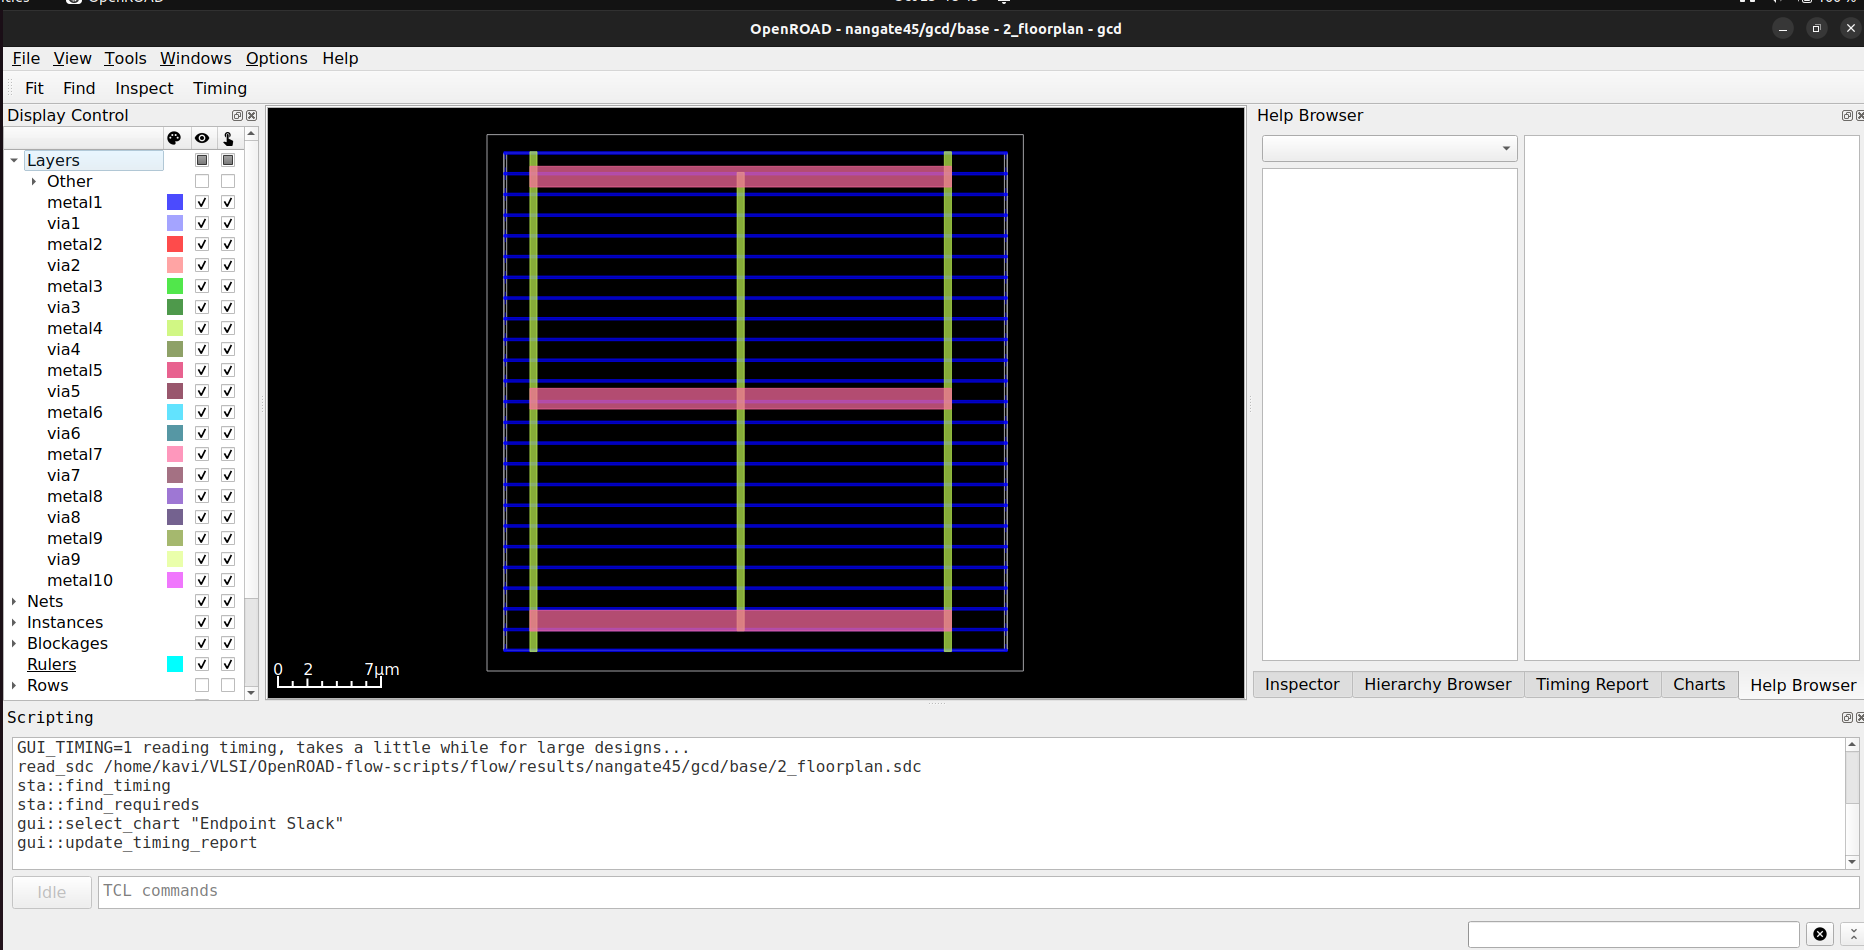 OpenROAD
100 %
OpenROAD - nangate45/gcd/base - 2_floorplan - gcd
File View Tools Windows Options Help
Fit Find Inspect Timing
Display Control
Layers
Other
metal1
via1
metal2
via2
metal3
via3
metal4
via4
metal5
via5
metal6
via6
metal7
via7
metal8
via8
metal9
via9
metal10
Nets
Instances
Blockages
Rulers
Rows
0 2 7μm
Help Browser
Inspector Hierarchy Browser Timing Report Charts Help Browser
Scripting
GUI_TIMING=1 reading timing, takes a little while for large designs...
read_sdc /home/kavi/VLSI/OpenROAD-flow-scripts/flow/results/nangate45/gcd/base/2_floorplan.sdc
sta::find_timing
sta::find_requireds
gui::select_chart "Endpoint Slack"
gui::update_timing_report
Idle
TCL commands